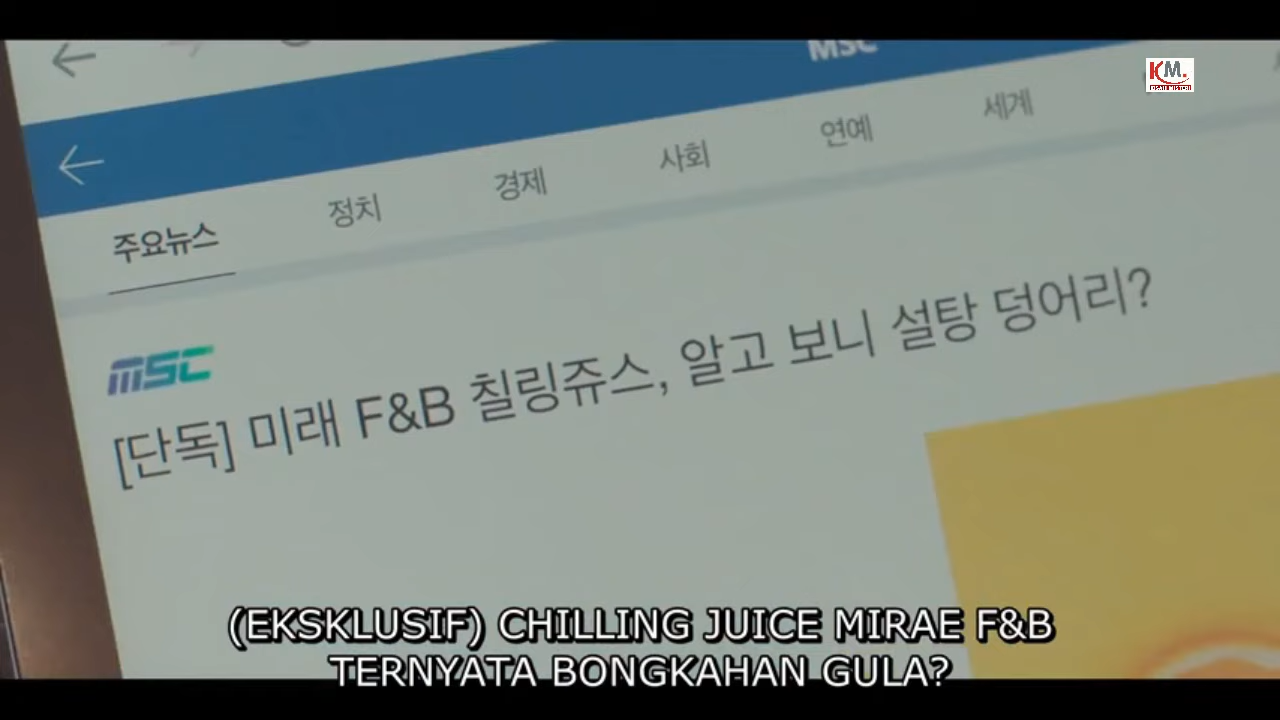 MSC
KM.
주요뉴스 정치 경제 사회 연예 세계
MSC
[단독] 미래 F&B 칠링쥬스, 알고 보니 설탕 덩어리?
(EKSKLUSIF) CHILLING JUICE MIRAE F&B
TERNYATA BONGKAHAN GULA?